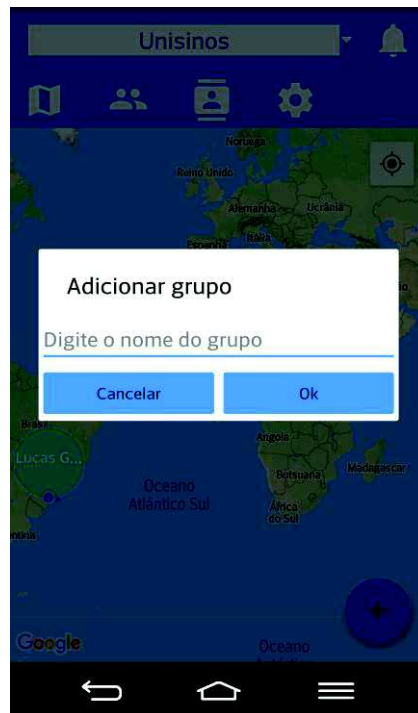 Unisinos
Noruega
Reino Unido
Alemanha
Ucrânia
Espanha
Itália
Adicionar grupo
Digite o nome do grupo
Cancelar
Ok
Brasil
Angola
Lucas G...
Botsuana
Madagascar
Oceano
Atlântico Sul
África
do Sul
Google
Oceano